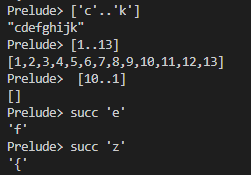 Prelude> ['c'..'k']
"cdefghijk"
Prelude> [1..13]
[1,2,3,4,5,6,7,8,9,10,11,12,13]
Prelude>  [10..1]
[]
Prelude> succ 'e'
'f'
Prelude> succ 'z'
'{'